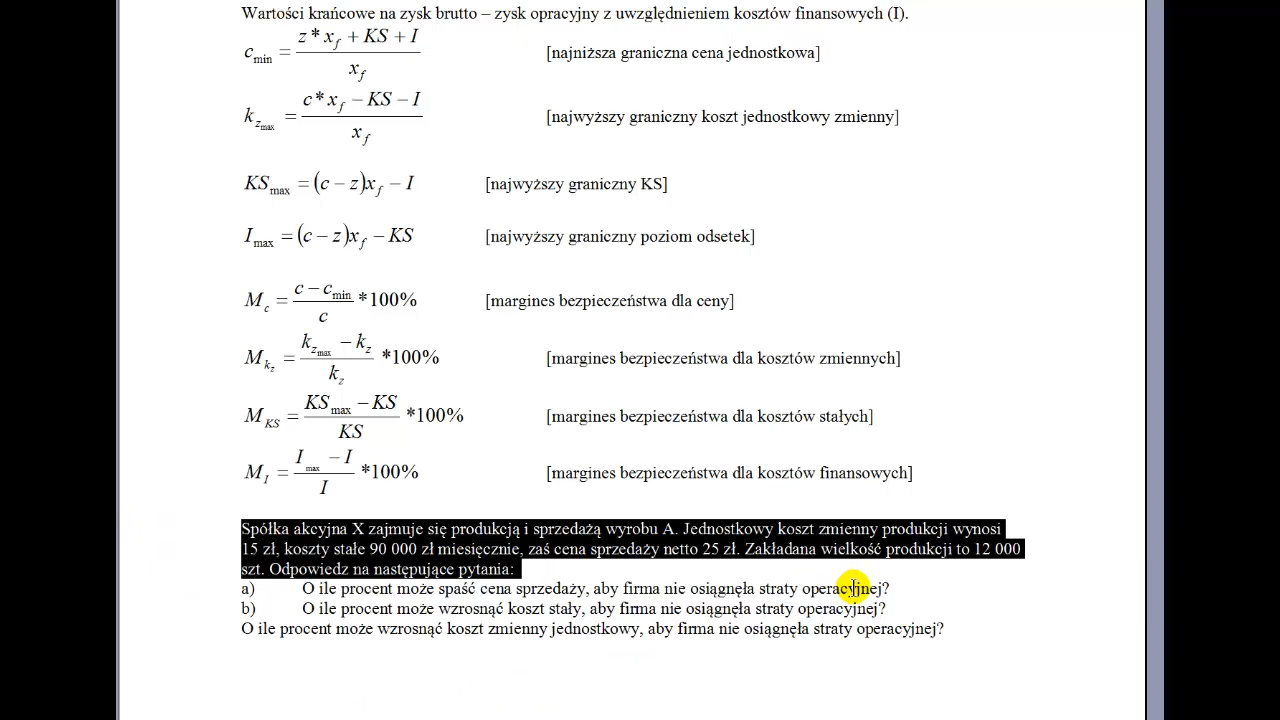 Wartości krańcowe na zysk brutto – zysk opracyjny z uwzględnieniem kosztów finansowych (I).
c_min = (z * x_f + KS + I) / x_f [najniższa graniczna cena jednostkowa]
k_z_max = (c * x_f − KS − I) / x_f [najwyższy graniczny koszt jednostkowy zmienny]
KS_max = (c − z)x_f − I [najwyższy graniczny KS]
I_max = (c − z)x_f − KS [najwyższy graniczny poziom odsetek]
M_c = (c − c_min) / c *100% [margines bezpieczeństwa dla ceny]
M_k_z = (k_z_max − k_z) / k_z *100% [margines bezpieczeństwa dla kosztów zmiennych]
M_KS = (KS_max − KS) / KS *100% [margines bezpieczeństwa dla kosztów stałych]
M_I = (I_max − I) / I *100% [margines bezpieczeństwa dla kosztów finansowych]
Spółka akcyjna X zajmuje się produkcją i sprzedażą wyrobu A. Jednostkowy koszt zmienny produkcji wynosi
15 zł, koszty stałe 90 000 zł miesięcznie, zaś cena sprzedaży netto 25 zł. Zakładana wielkość produkcji to 12 000
szt. Odpowiedz na następujące pytania:
a) O ile procent może spaść cena sprzedaży, aby firma nie osiągnęła straty operacyjnej?
b) O ile procent może wzrosnąć koszt stały, aby firma nie osiągnęła straty operacyjnej?
O ile procent może wzrosnąć koszt zmienny jednostkowy, aby firma nie osiągnęła straty operacyjnej?